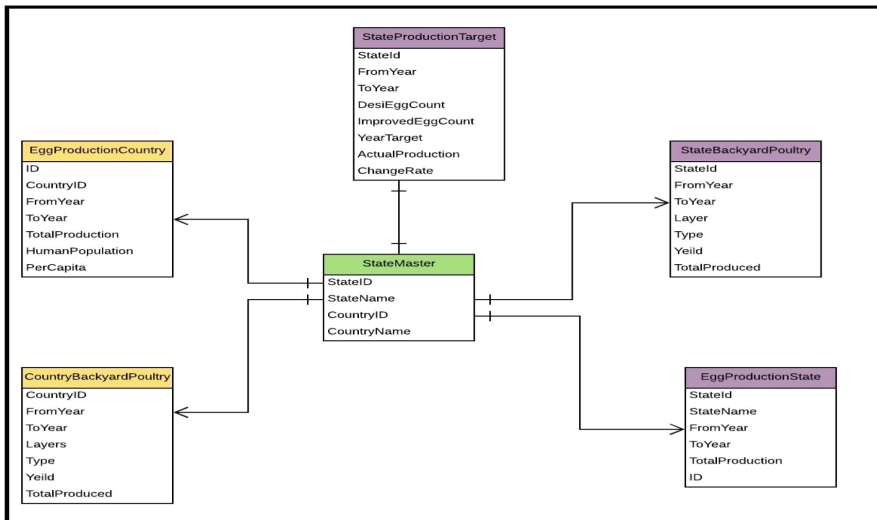 StateProductionTarget
StateId
FromYear
ToYear
DesiEggCount
ImprovedEggCount
YearTarget
ActualProduction
ChangeRate
EggProductionCountry
ID
CountryID
FromYear
ToYear
TotalProduction
HumanPopulation
PerCapita
StateBackyardPoultry
StateId
FromYear
ToYear
Layer
Type
Yeild
TotalProduced
StateMaster
StateID
StateName
CountryID
CountryName
CountryBackyardPoultry
CountryID
FromYear
ToYear
Layers
Type
Yeild
TotalProduced
EggProductionState
StateId
StateName
FromYear
ToYear
TotalProduction
ID